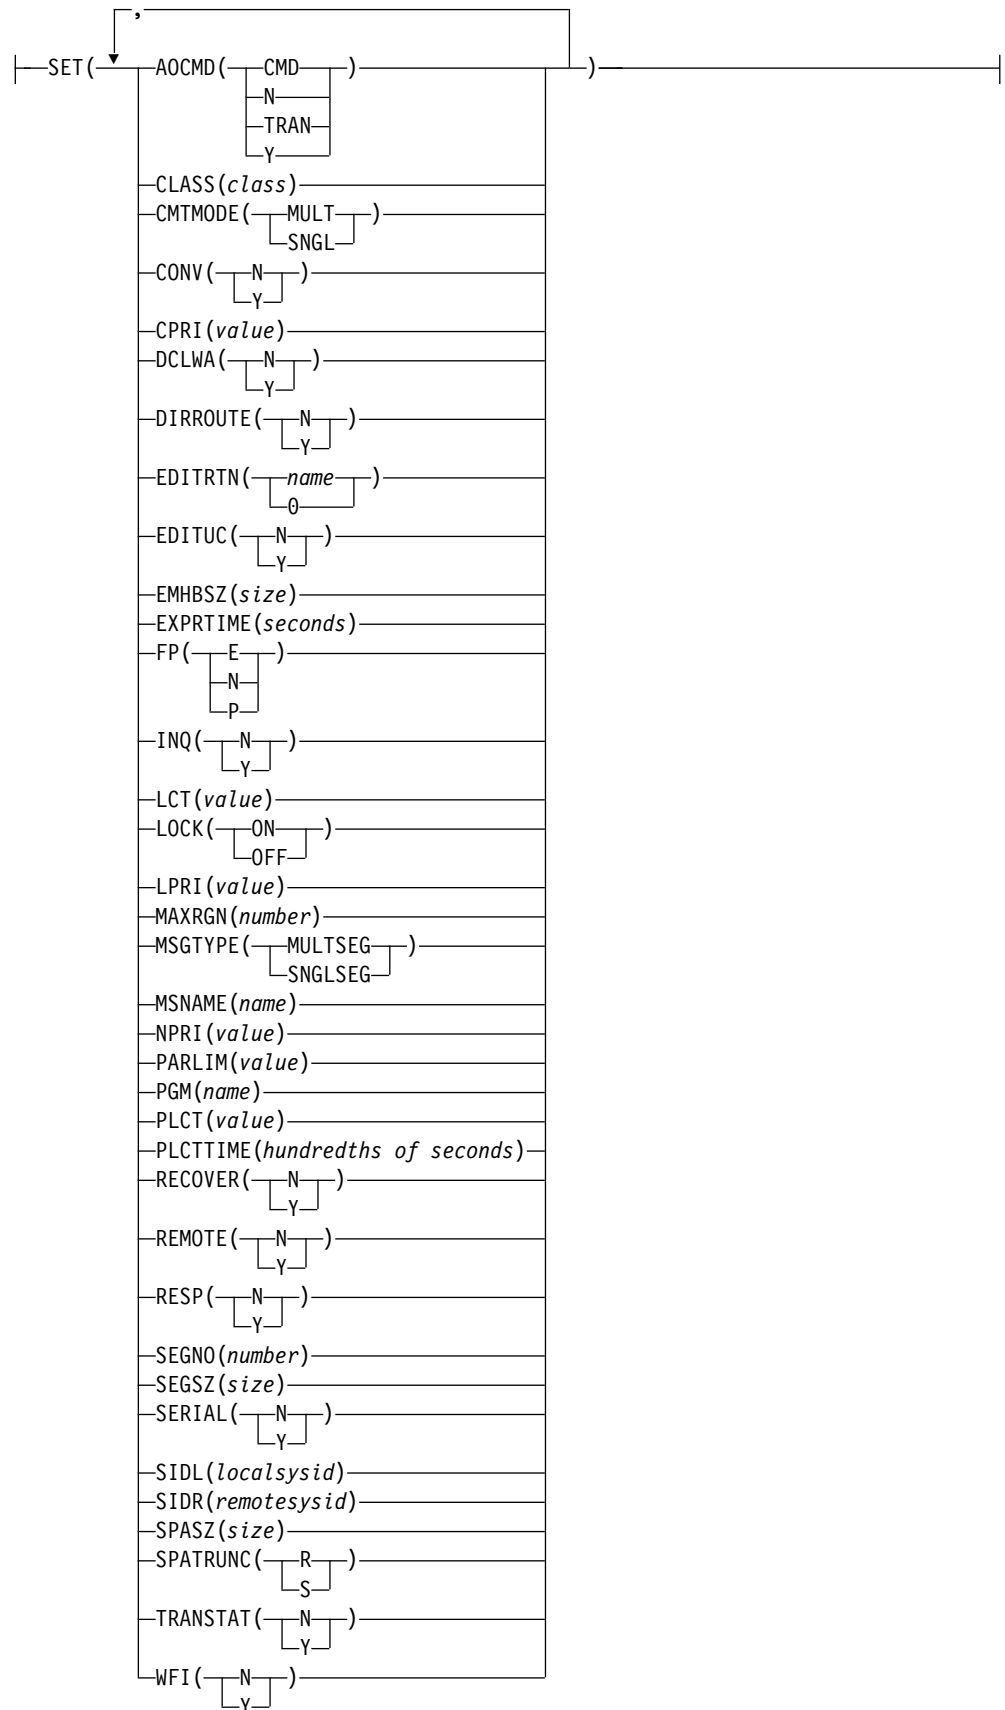 ,
SET( AOCMD( CMD ) )
N
TRAN
Y
CLASS(class)
CMTMODE( MULT )
SNGL
CONV( N )
Y
CPRI(value)
DCLWA( N )
Y
DIRROUTE( N )
Y
EDITRTN( name )
0
EDITUC( N )
Y
EMHBSZ(size)
EXPRTIME(seconds)
FP( E )
N
P
INQ( N )
Y
LCT(value)
LOCK( ON )
OFF
LPRI(value)
MAXRGN(number)
MSGTYPE( MULTSEG )
SNGLSEG
MSNAME(name)
NPRI(value)
PARLIM(value)
PGM(name)
PLCT(value)
PLCTTIME(hundredths of seconds)
RECOVER( N )
Y
REMOTE( N )
Y
RESP( N )
Y
SEGNO(number)
SEGSZ(size)
SERIAL( N )
Y
SIDL(localsysid)
SIDR(remotesysid)
SPASZ(size)
SPATRUNC( R )
S
TRANSTAT( N )
Y
WFI( N )
Y